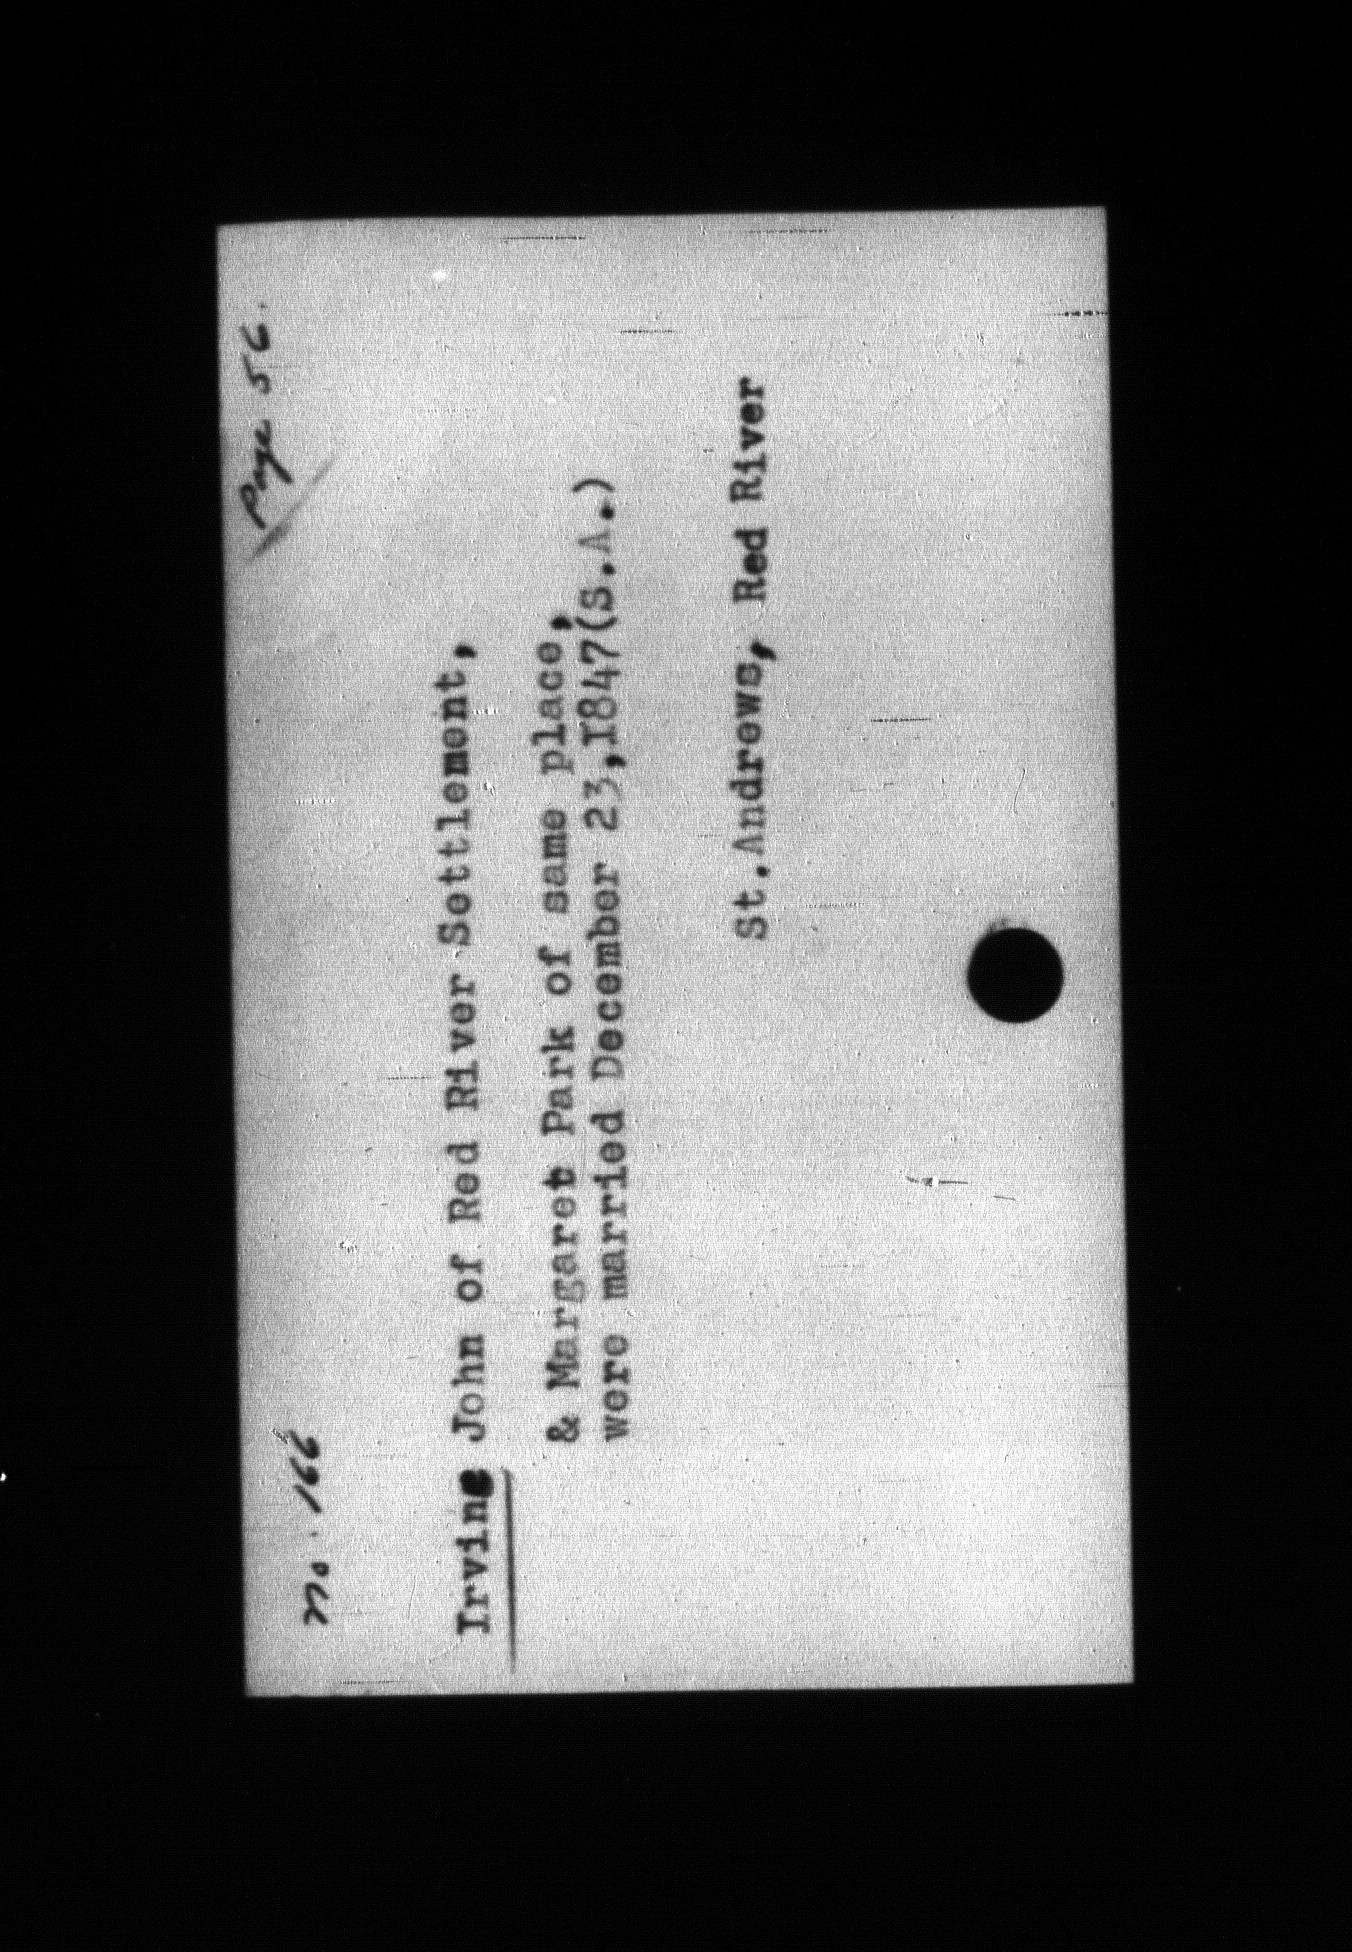 No. 166
Page 56.
Irvine John of Red River Settlement,
& Margaret Park of same place,
were married December 23,1847(S.A.)
St.Andrews, Red River